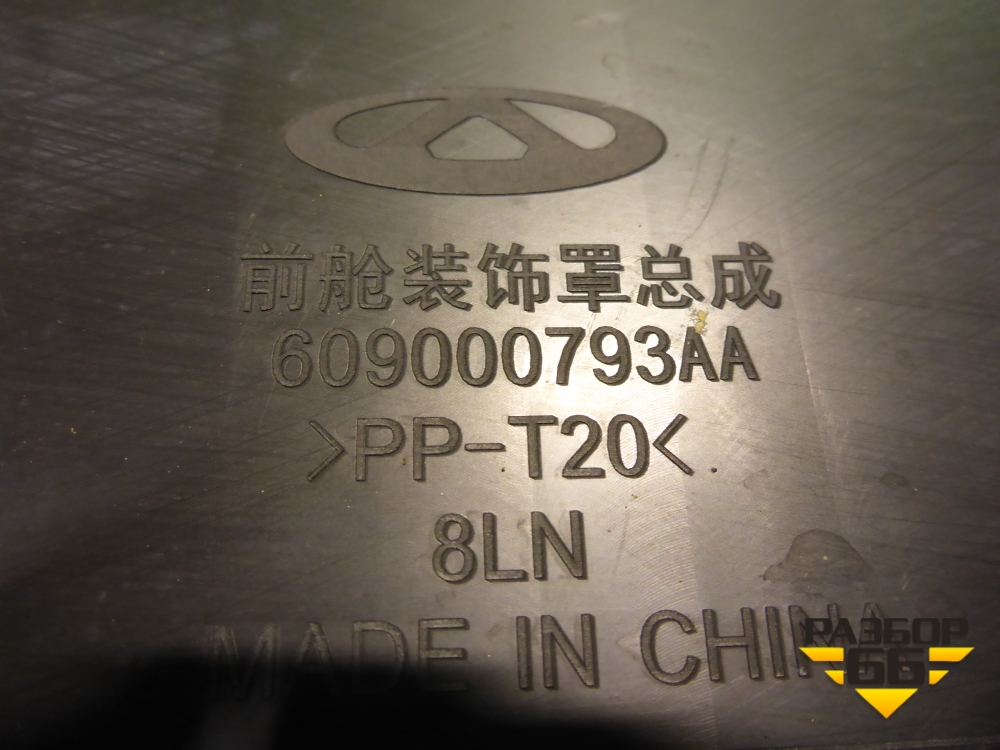 前舱装饰罩总成
609000793AA
>PP-T20<
8LN
MADE IN CHINA
РАЗБОР
66